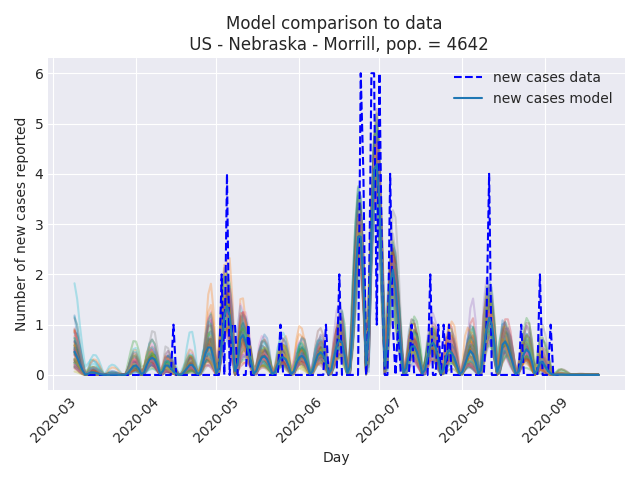 Model comparison to data
US - Nebraska - Morrill, pop. = 4642
new cases data
new cases model
Number of new cases reported
6
5
4
3
2
1
0
2020-03
2020-04
2020-05
2020-06
2020-07
2020-08
2020-09
Day